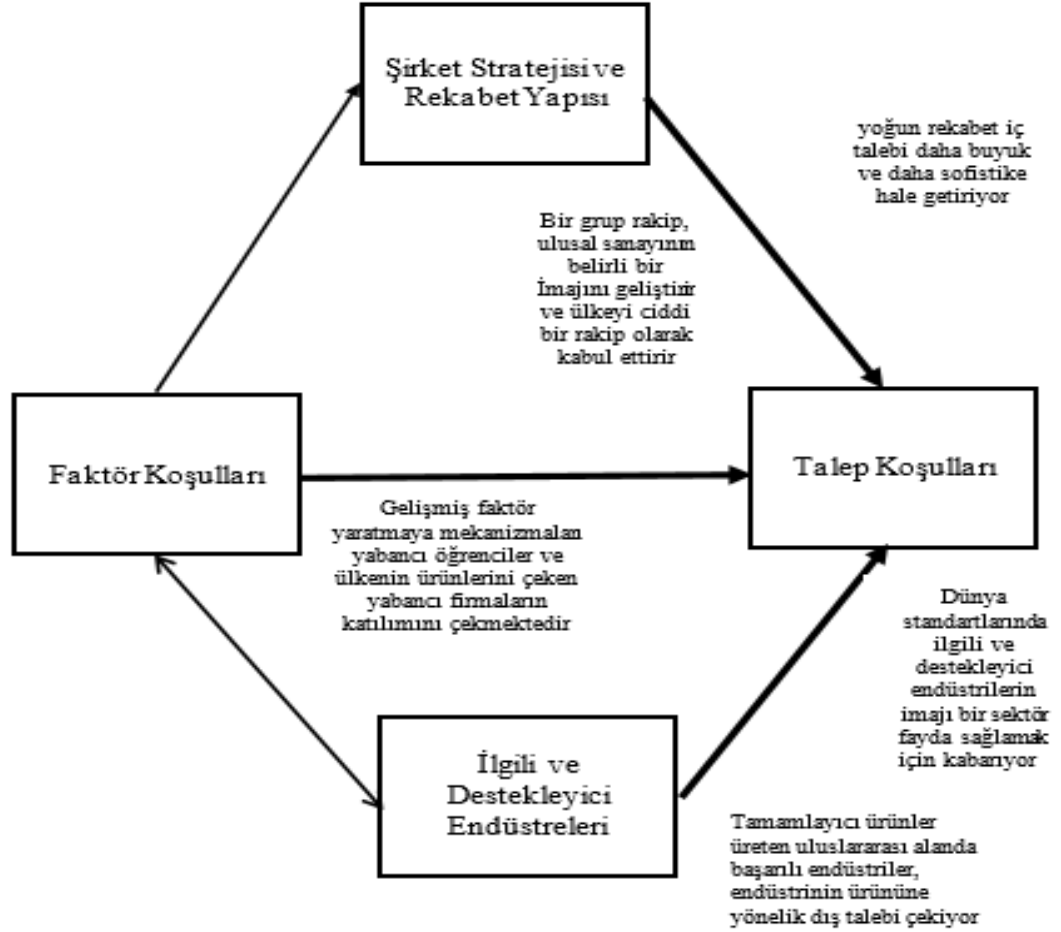 Şirket Stratejisi ve
Rekabet Yapısı
yoğun rekabet iç
talebi daha buyuk
ve daha sofistike
hale getiriyor
Bir grup rakip,
ulusal sanayının
belirli bir
İmajını geliştirir
ve ülkeyi ciddi
bir rakip olarak
kabul ettirir
Faktör Koşulları
Talep Koşulları
Gelişmiş faktör
yaratmaya mekanizmaları
yabancı öğrenciler ve
ülkenin ürünlerini çeken
yabancı firmaların
katılımını çekmektedir
Dünya
standartlarında
ilgili ve
destekleyici
endüstrilerin
imajı bir sektör
fayda sağlamak
için kabarıyor
İlgili ve
Destekleyici
Endüstreleri
Tamamlayıcı ürünler
üreten uluslararası alanda
başarılı endüstriler,
endüstrinin ürününe
yönelik dış talebi çekiyor